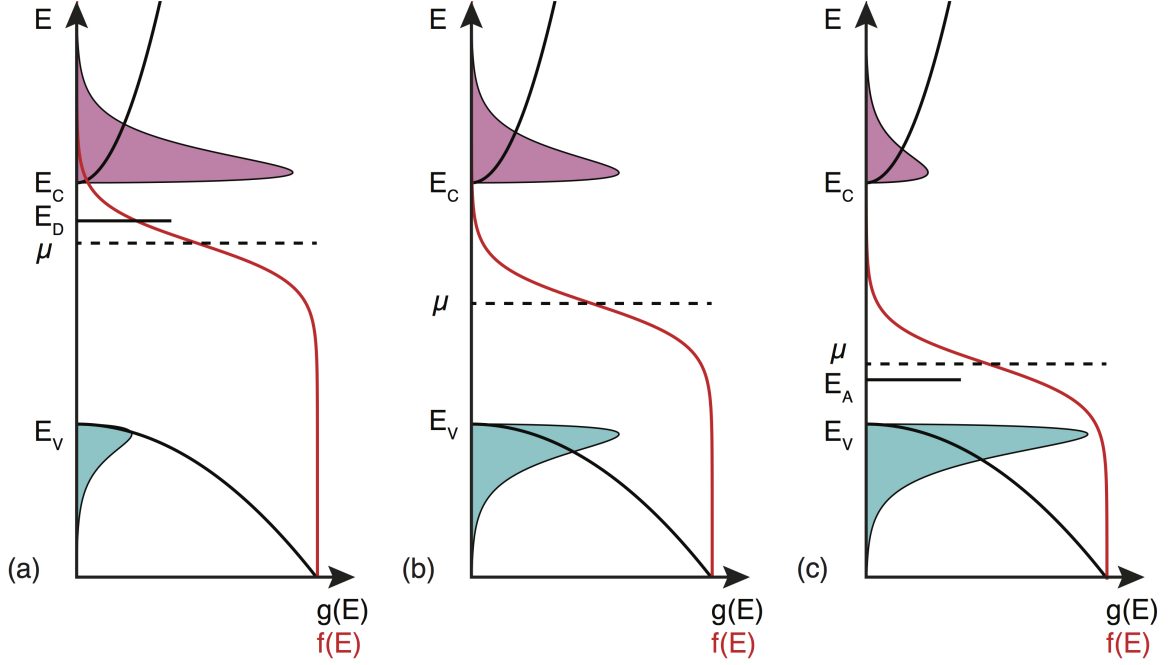 E
E_C
E_D
μ
E_V
(a)
g(E)
f(E)
E
E_C
μ
E_V
(b)
g(E)
f(E)
E
E_C
μ
E_A
E_V
(c)
g(E)
f(E)